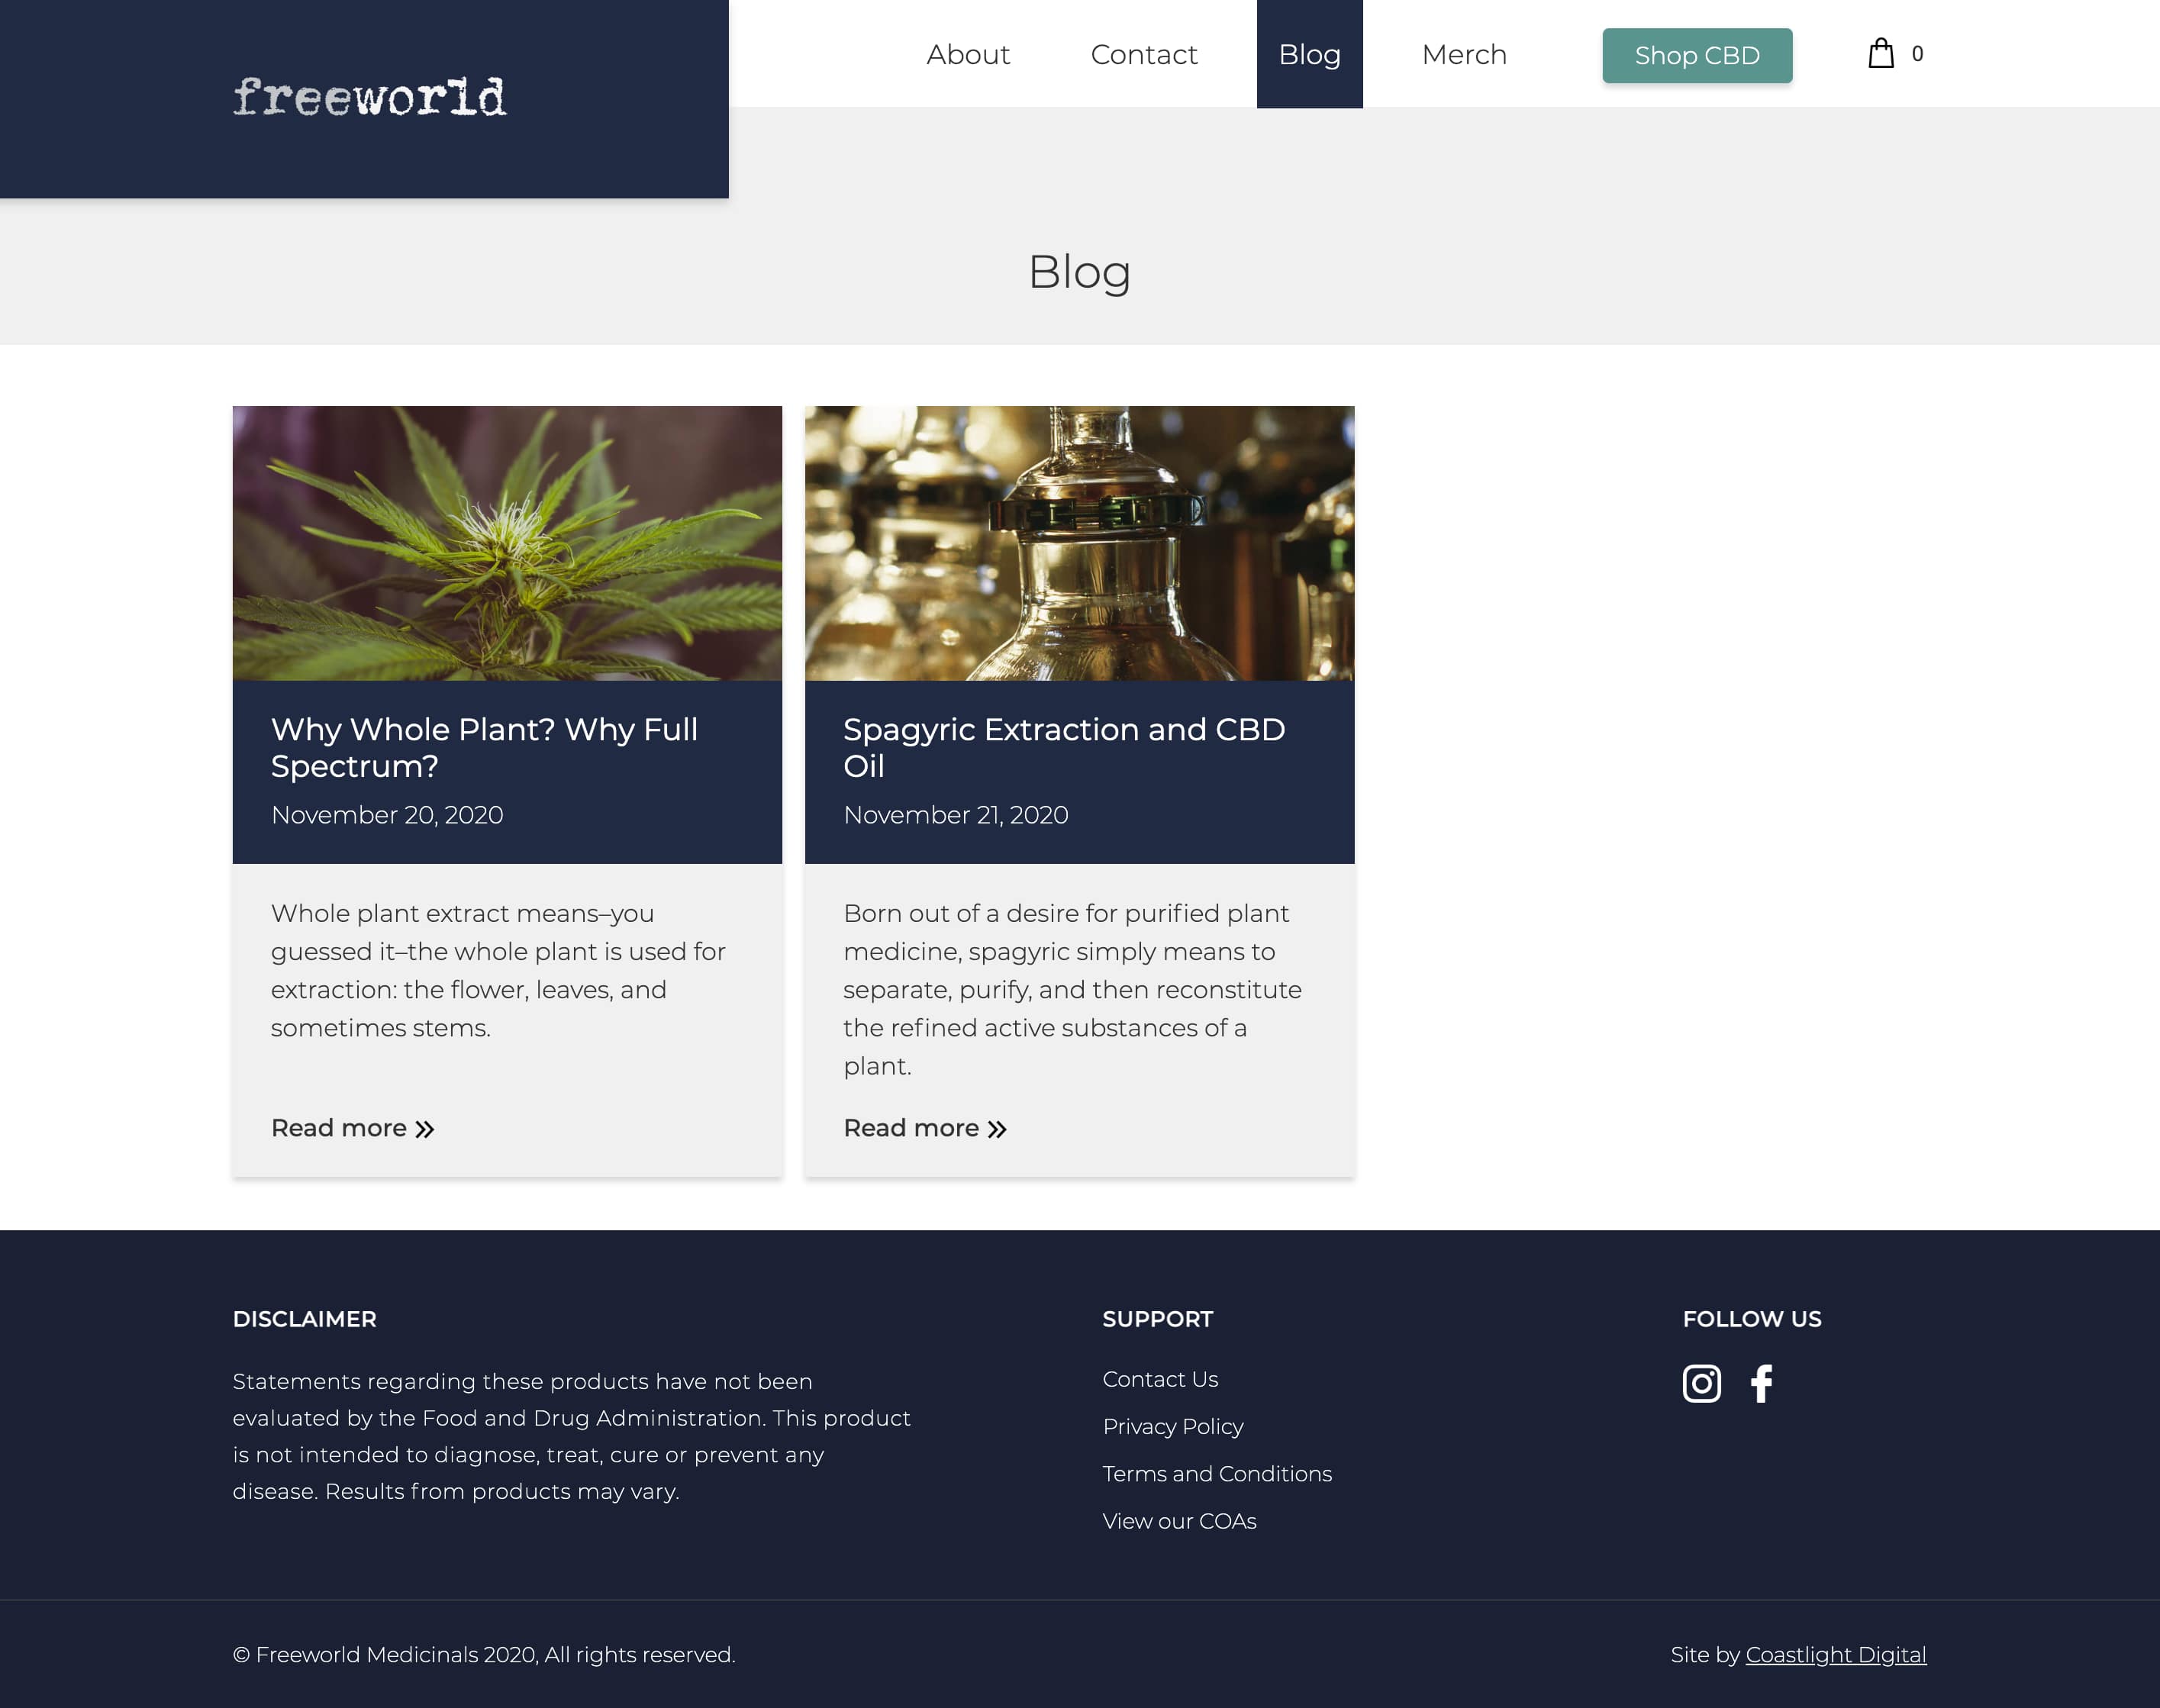 freeworld
About
Contact
Blog
Merch
Shop CBD
0
Blog
Why Whole Plant? Why Full
Spectrum?
November 20, 2020
Whole plant extract means–you
guessed it–the whole plant is used for
extraction: the flower, leaves, and
sometimes stems.
Read more
Spagyric Extraction and CBD
Oil
November 21, 2020
Born out of a desire for purified plant
medicine, spagyric simply means to
separate, purify, and then reconstitute
the refined active substances of a
plant.
Read more
DISCLAIMER
Statements regarding these products have not been
evaluated by the Food and Drug Administration. This product
is not intended to diagnose, treat, cure or prevent any
disease. Results from products may vary.
SUPPORT
Contact Us
Privacy Policy
Terms and Conditions
View our COAs
FOLLOW US
© Freeworld Medicinals 2020, All rights reserved.
Site by Coastlight Digital